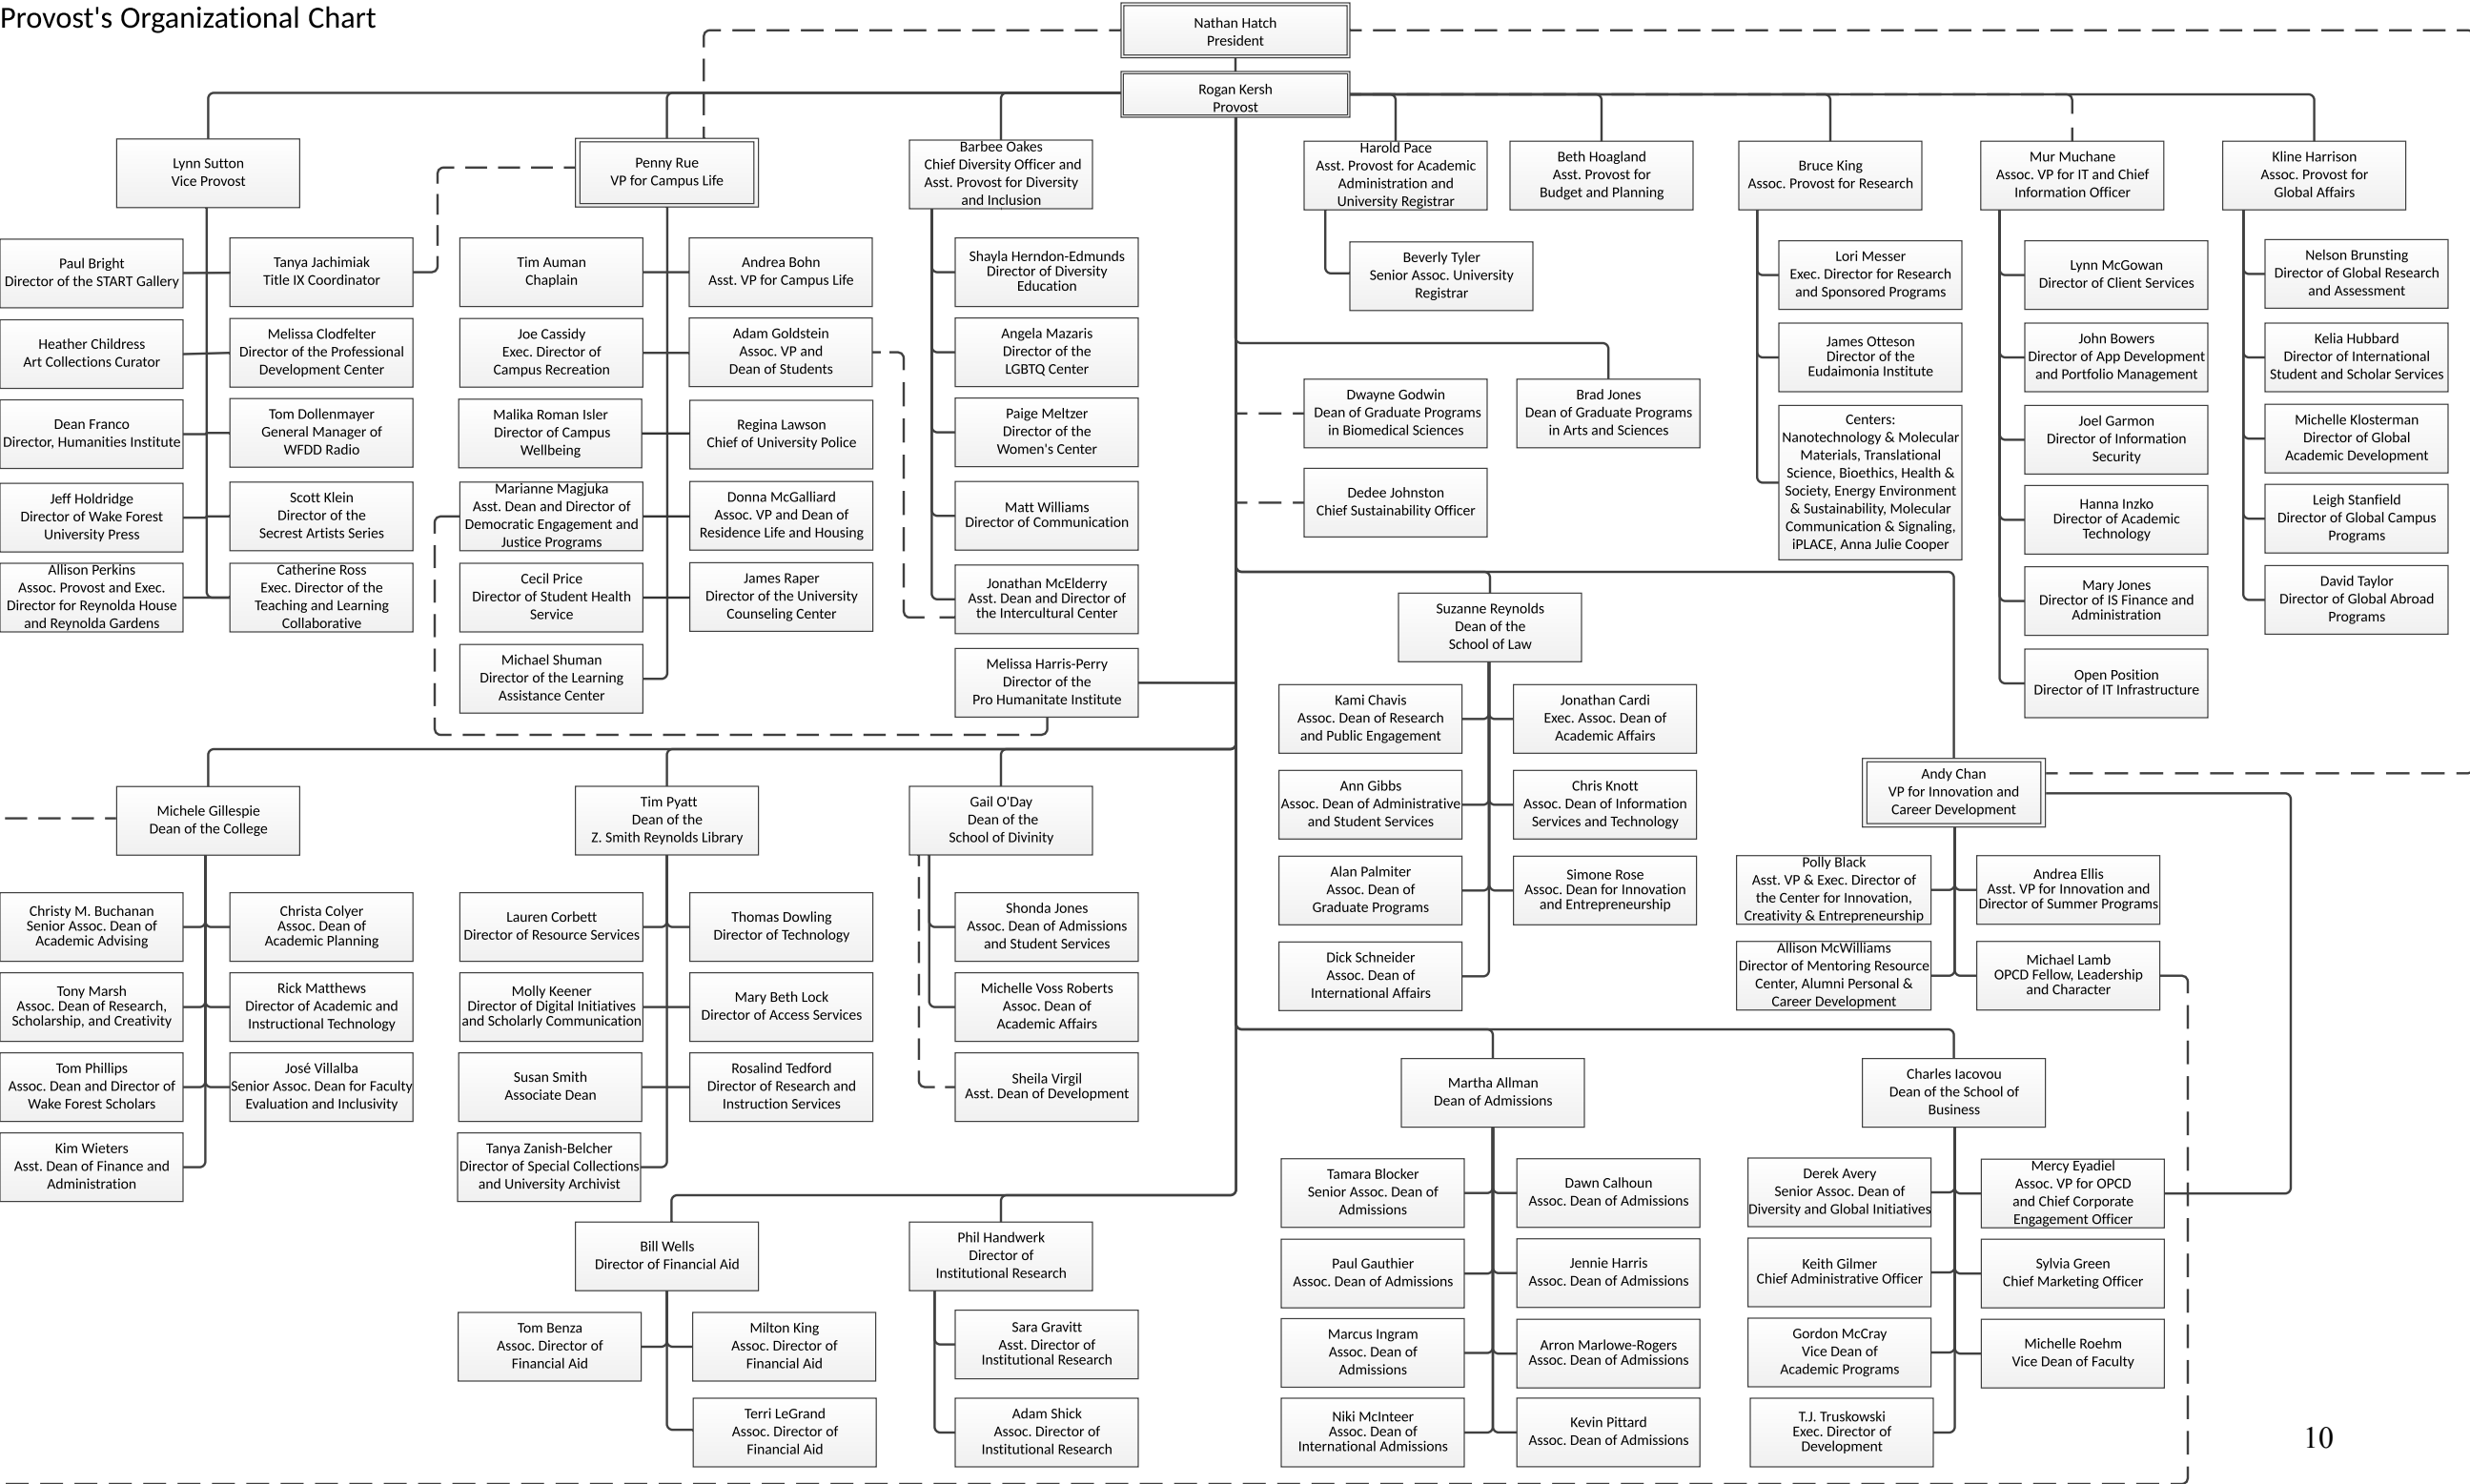 Provost's Organizational Chart
Nathan Hatch
President
Rogan Kersh
Provost
Lynn Sutton
Vice Provost
Paul Bright
Director of the START Gallery
Tanya Jachimiak
Title IX Coordinator
Heather Childress
Art Collections Curator
Melissa Clodfelter
Director of the Professional
Development Center
Dean Franco
Director, Humanities Institute
Tom Dollenmayer
General Manager of
WFDD Radio
Jeff Holdridge
Director of Wake Forest
University Press
Scott Klein
Director of the
Secrest Artists Series
Allison Perkins
Assoc. Provost and Exec.
Director for Reynolda House
and Reynolda Gardens
Catherine Ross
Exec. Director of the
Teaching and Learning
Collaborative
Penny Rue
VP for Campus Life
Tim Auman
Chaplain
Andrea Bohn
Asst. VP for Campus Life
Joe Cassidy
Exec. Director of
Campus Recreation
Adam Goldstein
Assoc. VP and
Dean of Students
Malika Roman Isler
Director of Campus
Wellbeing
Regina Lawson
Chief of University Police
Marianne Magjuka
Asst. Dean and Director of
Democratic Engagement and
Justice Programs
Donna McGalliard
Assoc. VP and Dean of
Residence Life and Housing
Cecil Price
Director of Student Health
Service
James Raper
Director of the University
Counseling Center
Michael Shuman
Director of the Learning
Assistance Center
Barbee Oakes
Chief Diversity Officer and
Asst. Provost for Diversity
and Inclusion
Shayla Herndon-Edmunds
Director of Diversity
Education
Angela Mazaris
Director of the
LGBTQ Center
Paige Meltzer
Director of the
Women's Center
Matt Williams
Director of Communication
Jonathan McElderry
Asst. Dean and Director of
the Intercultural Center
Melissa Harris-Perry
Director of the
Pro Humanitate Institute
Harold Pace
Asst. Provost for Academic
Administration and
University Registrar
Beverly Tyler
Senior Assoc. University
Registrar
Beth Hoagland
Asst. Provost for
Budget and Planning
Bruce King
Assoc. Provost for Research
Lori Messer
Exec. Director for Research
and Sponsored Programs
James Otteson
Director of the
Eudaimonia Institute
Centers:
Nanotechnology & Molecular
Materials, Translational
Science, Bioethics, Health &
Society, Energy Environment
& Sustainability, Molecular
Communication & Signaling,
iPLACE, Anna Julie Cooper
Mur Muchane
Assoc. VP for IT and Chief
Information Officer
Lynn McGowan
Director of Client Services
John Bowers
Director of App Development
and Portfolio Management
Joel Garmon
Director of Information
Security
Hanna Inzko
Director of Academic
Technology
Mary Jones
Director of IS Finance and
Administration
Open Position
Director of IT Infrastructure
Kline Harrison
Assoc. Provost for
Global Affairs
Nelson Brunsting
Director of Global Research
and Assessment
Kelia Hubbard
Director of International
Student and Scholar Services
Michelle Klosterman
Director of Global
Academic Development
Leigh Stanfield
Director of Global Campus
Programs
David Taylor
Director of Global Abroad
Programs
Dwayne Godwin
Dean of Graduate Programs
in Biomedical Sciences
Brad Jones
Dean of Graduate Programs
in Arts and Sciences
Dedee Johnston
Chief Sustainability Officer
Suzanne Reynolds
Dean of the
School of Law
Kami Chavis
Assoc. Dean of Research
and Public Engagement
Jonathan Cardi
Exec. Assoc. Dean of
Academic Affairs
Ann Gibbs
Assoc. Dean of Administrative
and Student Services
Chris Knott
Assoc. Dean of Information
Services and Technology
Alan Palmiter
Assoc. Dean of
Graduate Programs
Simone Rose
Assoc. Dean for Innovation
and Entrepreneurship
Dick Schneider
Assoc. Dean of
International Affairs
Andy Chan
VP for Innovation and
Career Development
Polly Black
Asst. VP & Exec. Director of
the Center for Innovation,
Creativity & Entrepreneurship
Andrea Ellis
Asst. VP for Innovation and
Director of Summer Programs
Allison McWilliams
Director of Mentoring Resource
Center, Alumni Personal &
Career Development
Michael Lamb
OPCD Fellow, Leadership
and Character
Michele Gillespie
Dean of the College
Christy M. Buchanan
Senior Assoc. Dean of
Academic Advising
Christa Colyer
Assoc. Dean of
Academic Planning
Tony Marsh
Assoc. Dean of Research,
Scholarship, and Creativity
Rick Matthews
Director of Academic and
Instructional Technology
Tom Phillips
Assoc. Dean and Director of
Wake Forest Scholars
José Villalba
Senior Assoc. Dean for Faculty
Evaluation and Inclusivity
Kim Wieters
Asst. Dean of Finance and
Administration
Tim Pyatt
Dean of the
Z. Smith Reynolds Library
Lauren Corbett
Director of Resource Services
Thomas Dowling
Director of Technology
Molly Keener
Director of Digital Initiatives
and Scholarly Communication
Mary Beth Lock
Director of Access Services
Susan Smith
Associate Dean
Rosalind Tedford
Director of Research and
Instruction Services
Tanya Zanish-Belcher
Director of Special Collections
and University Archivist
Gail O'Day
Dean of the
School of Divinity
Shonda Jones
Assoc. Dean of Admissions
and Student Services
Michelle Voss Roberts
Assoc. Dean of
Academic Affairs
Sheila Virgil
Asst. Dean of Development
Bill Wells
Director of Financial Aid
Tom Benza
Assoc. Director of
Financial Aid
Milton King
Assoc. Director of
Financial Aid
Terri LeGrand
Assoc. Director of
Financial Aid
Phil Handwerk
Director of
Institutional Research
Sara Gravitt
Asst. Director of
Institutional Research
Adam Shick
Assoc. Director of
Institutional Research
Martha Allman
Dean of Admissions
Tamara Blocker
Senior Assoc. Dean of
Admissions
Dawn Calhoun
Assoc. Dean of Admissions
Paul Gauthier
Assoc. Dean of Admissions
Jennie Harris
Assoc. Dean of Admissions
Marcus Ingram
Assoc. Dean of
Admissions
Arron Marlowe-Rogers
Assoc. Dean of Admissions
Niki McInteer
Assoc. Dean of
International Admissions
Kevin Pittard
Assoc. Dean of Admissions
Charles Iacovou
Dean of the School of
Business
Derek Avery
Senior Assoc. Dean of
Diversity and Global Initiatives
Mercy Eyadiel
Assoc. VP for OPCD
and Chief Corporate
Engagement Officer
Keith Gilmer
Chief Administrative Officer
Sylvia Green
Chief Marketing Officer
Gordon McCray
Vice Dean of
Academic Programs
Michelle Roehm
Vice Dean of Faculty
T.J. Truskowski
Exec. Director of
Development
10